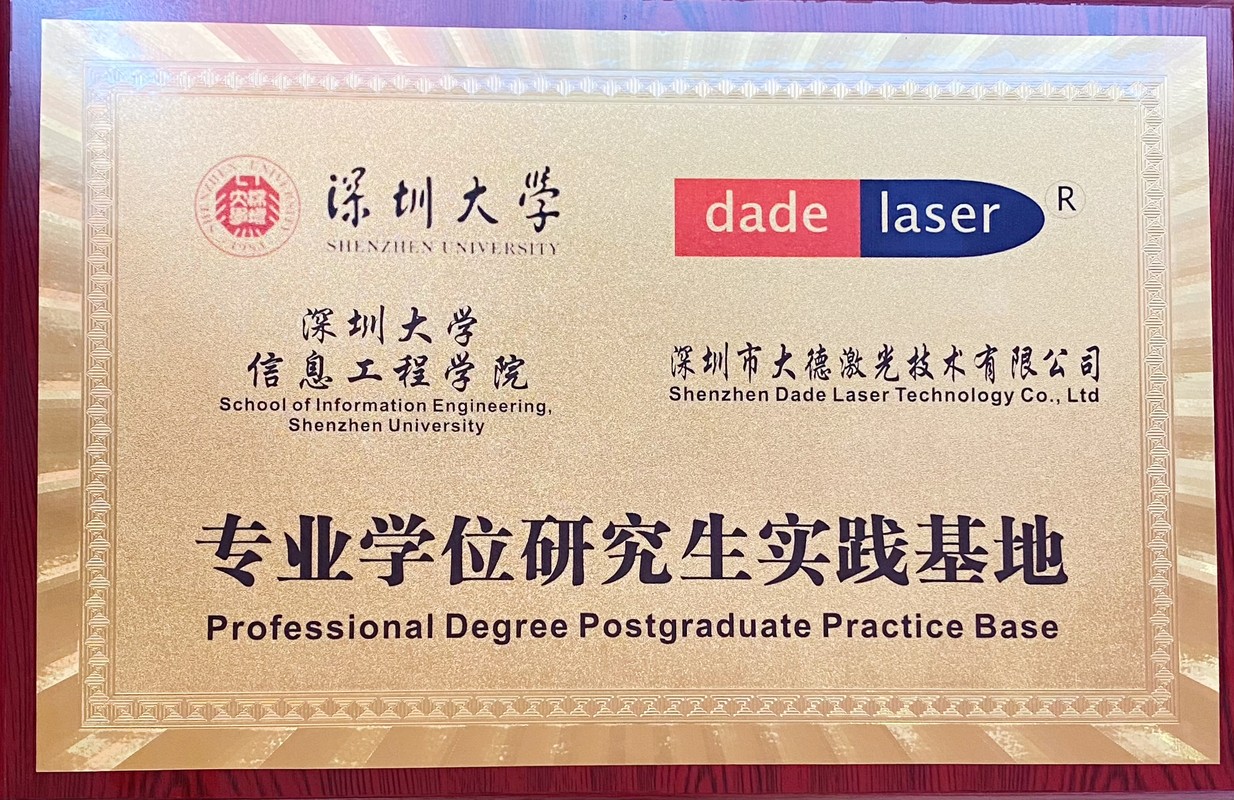 深圳大学
SHENZHEN UNIVERSITY
dade laser ®
深圳大学
信息工程学院
School of Information Engineering,
Shenzhen University
深圳市大德激光技术有限公司
Shenzhen Dade Laser Technology Co., Ltd
专业学位研究生实践基地
Professional Degree Postgraduate Practice Base